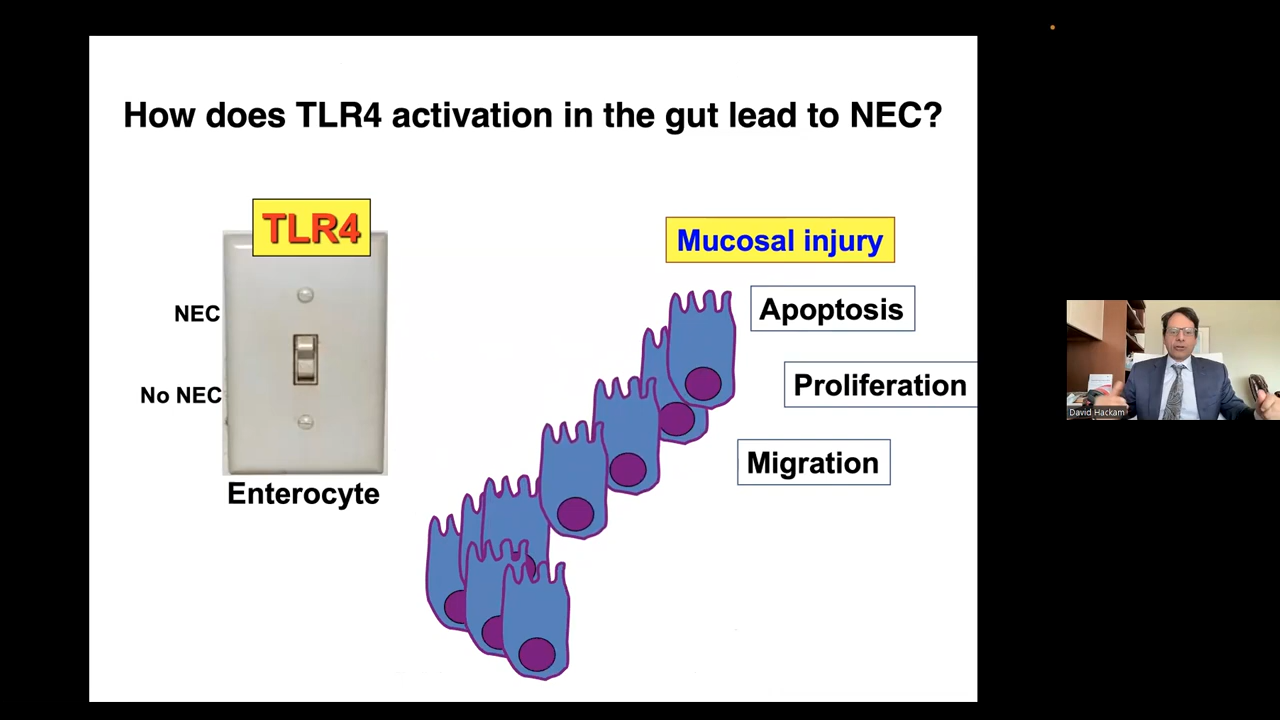 How does TLR4 activation in the gut lead to NEC?
TLR4
NEC
No NEC
Enterocyte
Mucosal injury
Apoptosis
Proliferation
Migration
David Hackam